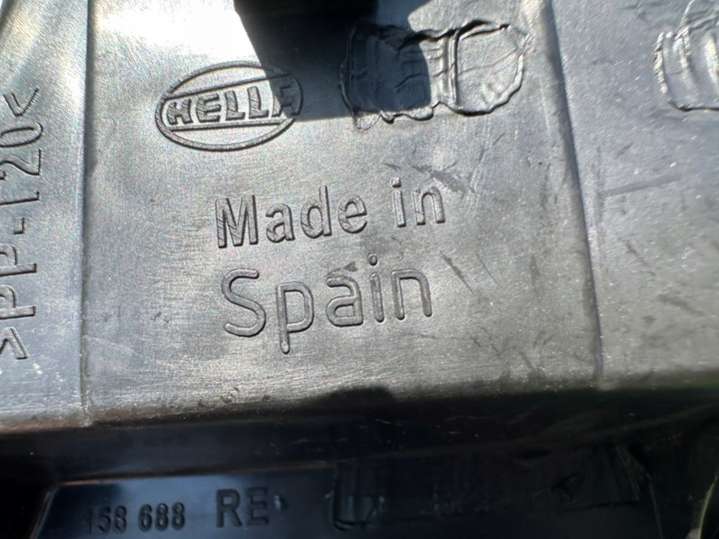 HELLA
Made in
Spain
>PP-T20<
158 688 RE